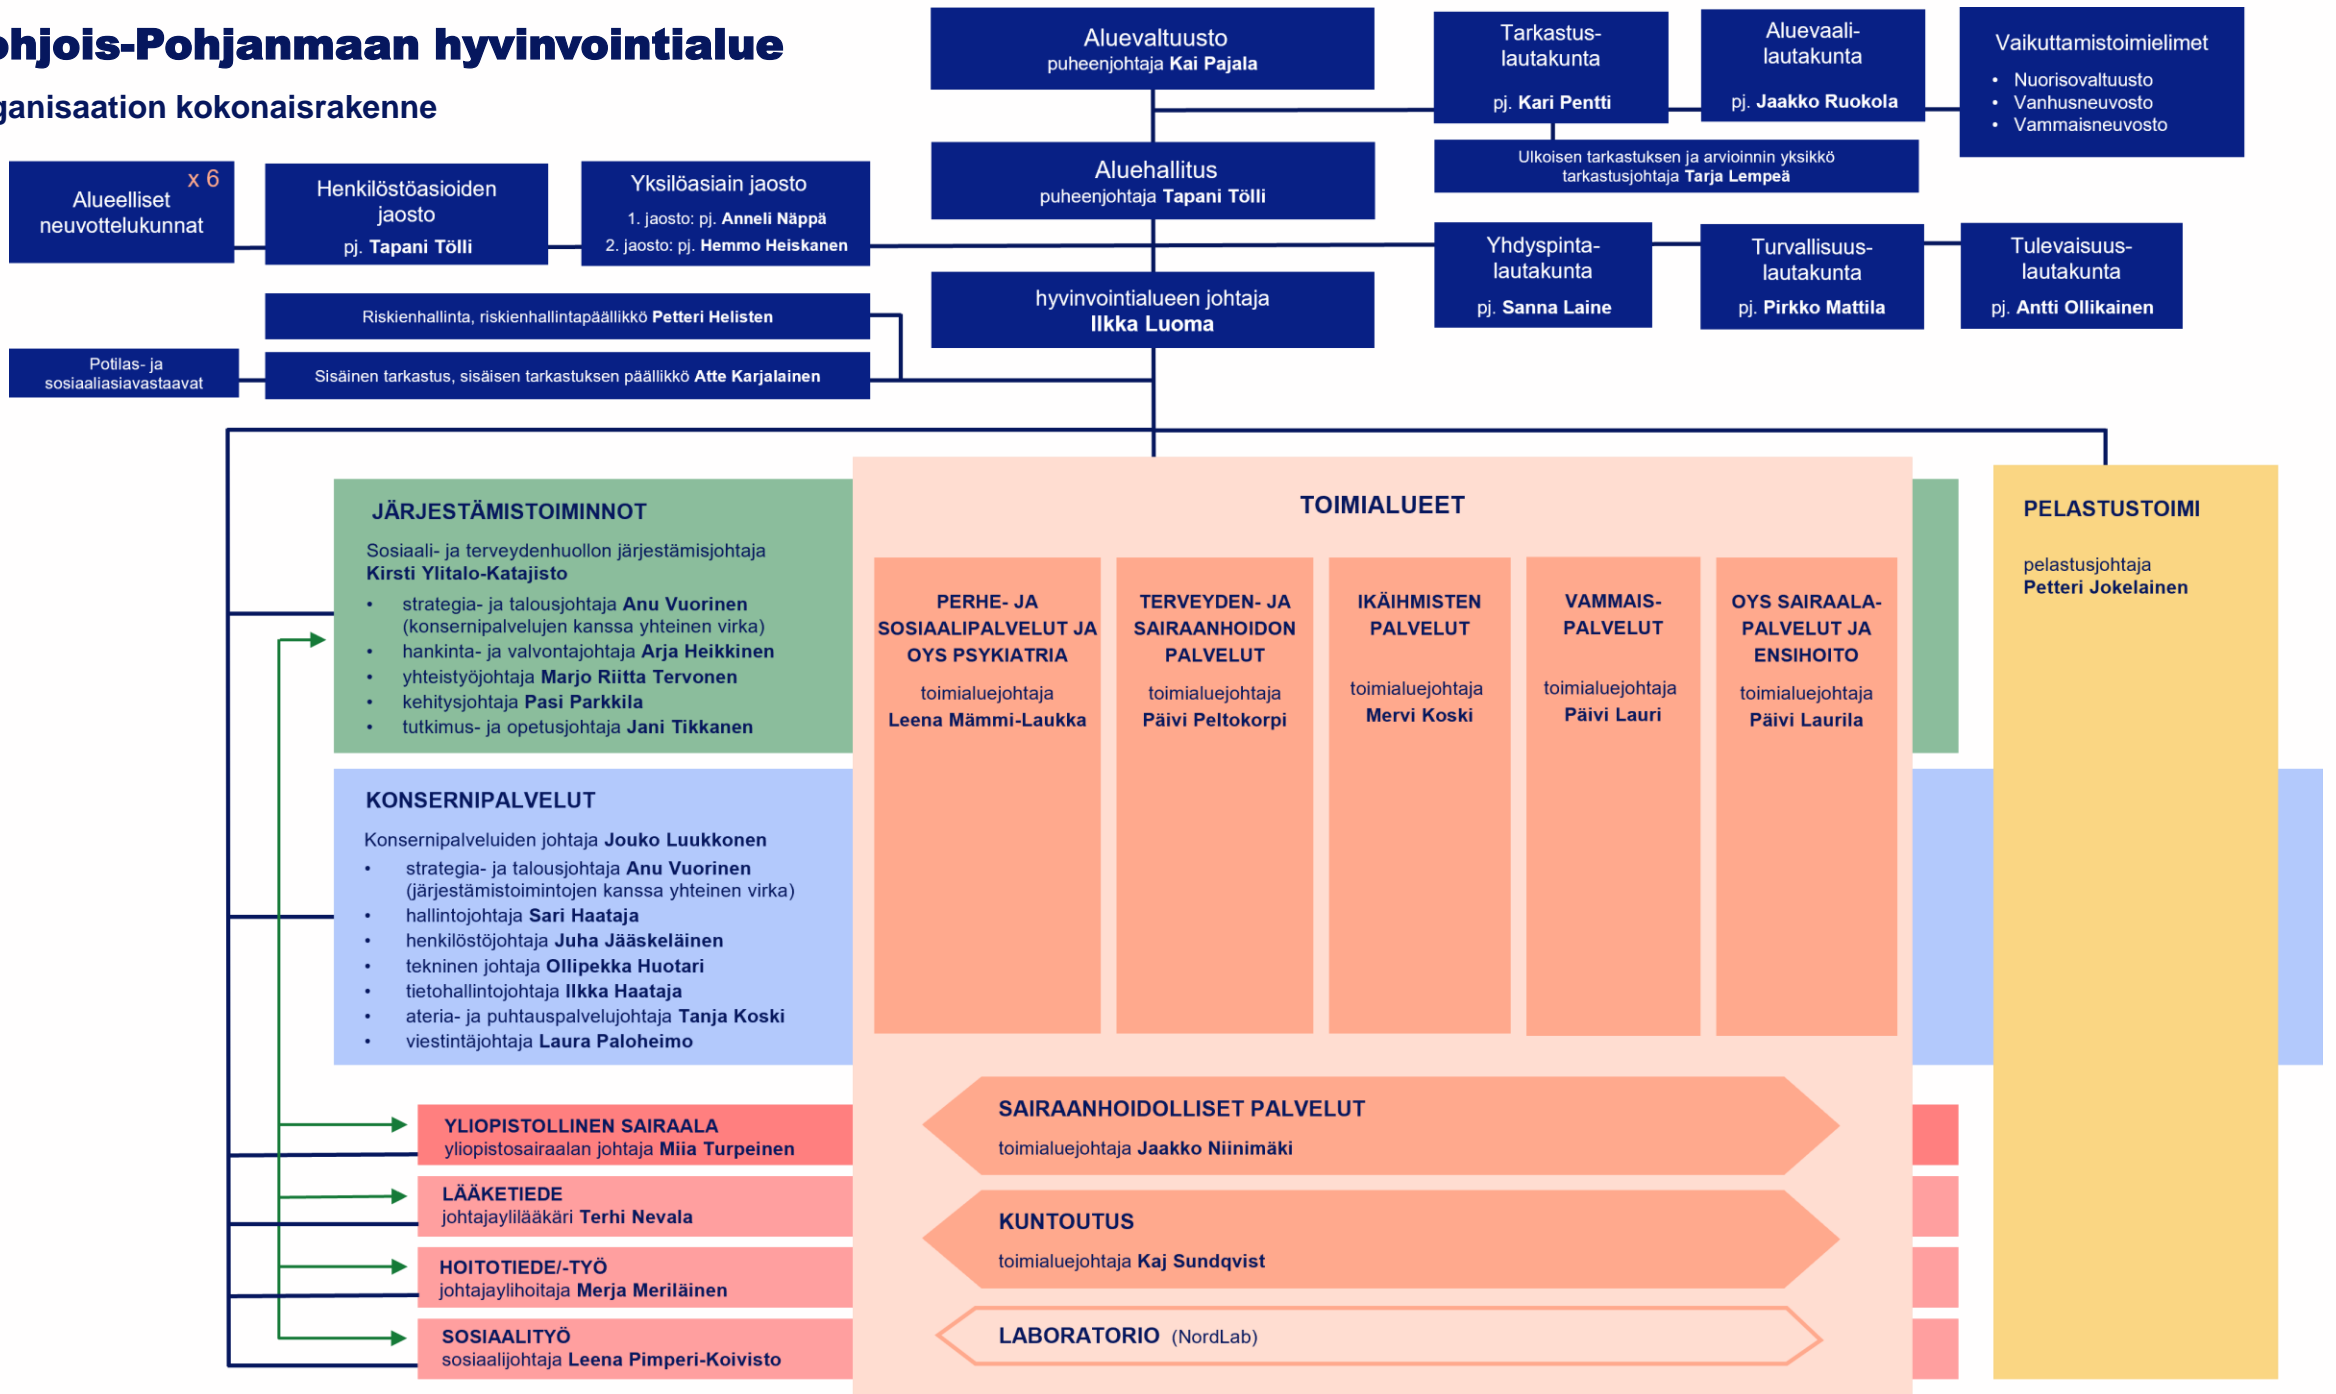 ohjois-Pohjanmaan hyvinvointialue
ganisaation kokonaisrakenne
Aluevaltuusto
puheenjohtaja Kai Pajala
Tarkastus-
lautakunta
pj. Kari Pentti
Aluevaali-
lautakunta
pj. Jaakko Ruokola
Vaikuttamistoimielimet
• Nuorisovaltuusto
• Vanhusneuvosto
• Vammaisneuvosto
Ulkoisen tarkastuksen ja arvioinnin yksikkö
tarkastusjohtaja Tarja Lempeä
Aluehallitus
puheenjohtaja Tapani Tölli
x 6
Alueelliset
neuvottelukunnat
Henkilöstöasioiden
jaosto
pj. Tapani Tölli
Yksilöasiain jaosto
1. jaosto: pj. Anneli Näppä
2. jaosto: pj. Hemmo Heiskanen
Yhdyspinta-
lautakunta
pj. Sanna Laine
Turvallisuus-
lautakunta
pj. Pirkko Mattila
Tulevaisuus-
lautakunta
pj. Antti Ollikainen
hyvinvointialueen johtaja
Ilkka Luoma
Riskienhallinta, riskienhallintapäällikkö Petteri Helisten
Potilas- ja
sosiaaliasiavastaavat
Sisäinen tarkastus, sisäisen tarkastuksen päällikkö Atte Karjalainen
JÄRJESTÄMISTOIMINNOT
Sosiaali- ja terveydenhuollon järjestämisjohtaja
Kirsti Ylitalo-Katajisto
• strategia- ja talousjohtaja Anu Vuorinen
(konsernipalvelujen kanssa yhteinen virka)
• hankinta- ja valvontajohtaja Arja Heikkinen
• yhteistyöjohtaja Marjo Riitta Tervonen
• kehitysjohtaja Pasi Parkkila
• tutkimus- ja opetusjohtaja Jani Tikkanen
KONSERNIPALVELUT
Konsernipalveluiden johtaja Jouko Luukkonen
• strategia- ja talousjohtaja Anu Vuorinen
(järjestämistoimintojen kanssa yhteinen virka)
• hallintojohtaja Sari Haataja
• henkilöstöjohtaja Juha Jääskeläinen
• tekninen johtaja Ollipekka Huotari
• tietohallintojohtaja Ilkka Haataja
• ateria- ja puhtauspalvelujohtaja Tanja Koski
• viestintäjohtaja Laura Paloheimo
YLIOPISTOLLINEN SAIRAALA
yliopistosairaalan johtaja Miia Turpeinen
LÄÄKETIEDE
johtajaylilääkäri Terhi Nevala
HOITOTIEDE/-TYÖ
johtajaylihoitaja Merja Meriläinen
SOSIAALITYÖ
sosiaalijohtaja Leena Pimperi-Koivisto
TOIMIALUEET
PERHE- JA
SOSIAALIPALVELUT JA
OYS PSYKIATRIA
toimialuejohtaja
Leena Mämmi-Laukka
TERVEYDEN- JA
SAIRAANHOIDON
PALVELUT
toimialuejohtaja
Päivi Peltokorpi
IKÄIHMISTEN
PALVELUT
toimialuejohtaja
Mervi Koski
VAMMAIS-
PALVELUT
toimialuejohtaja
Päivi Lauri
OYS SAIRAALA-
PALVELUT JA
ENSIHOITO
toimialuejohtaja
Päivi Laurila
SAIRAANHOIDOLLISET PALVELUT
toimialuejohtaja Jaakko Niinimäki
KUNTOUTUS
toimialuejohtaja Kaj Sundqvist
LABORATORIO (NordLab)
PELASTUSTOIMI
pelastusjohtaja
Petteri Jokelainen